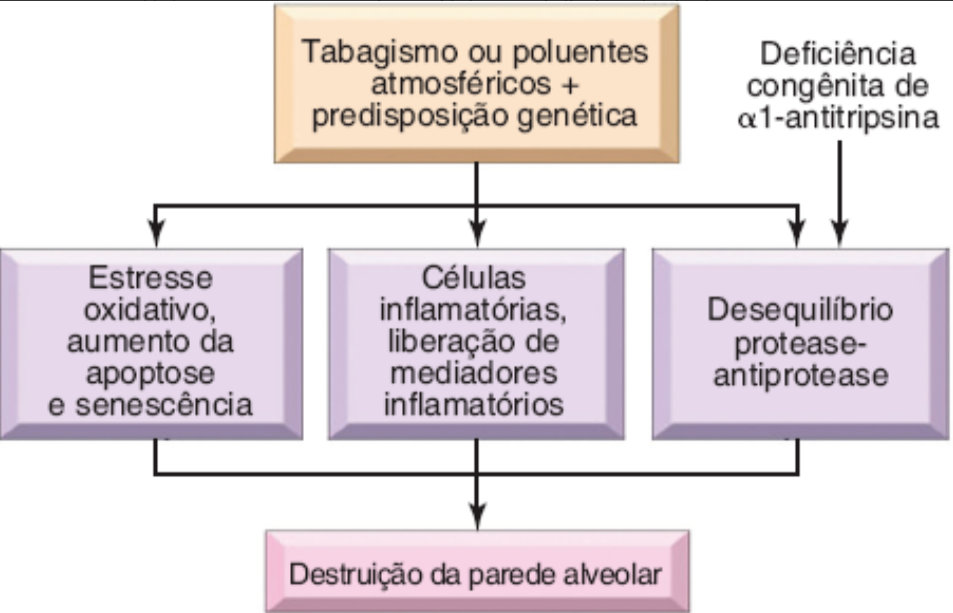 Tabagismo ou poluentes
atmosféricos +
predisposição genética
Deficiência
congênita de
α1-antitripsina
Estresse
oxidativo,
aumento da
apoptose
e senescência
Células
inflamatórias,
liberação de
mediadores
inflamatórios
Desequilíbrio
protease-
antiprotease
Destruição da parede alveolar